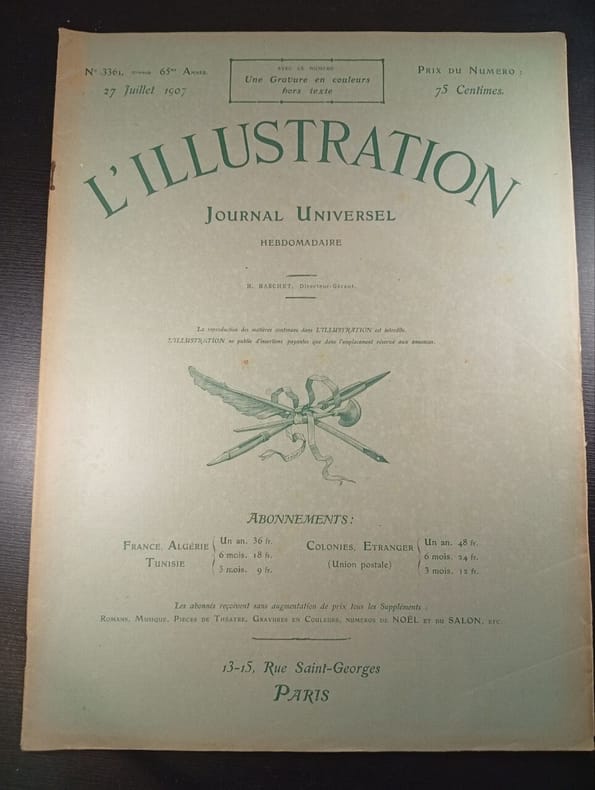 N° 3361. 65me Année.
27 Juillet 1907
AVEC CE NUMÉRO
Une Gravure en couleurs
hors texte
Prix du Numéro :
75 Centimes.
L'ILLUSTRATION
Journal Universel
HEBDOMADAIRE
Directeur-Gérant.
La reproduction des matières contenues dans L'ILLUSTRATION est interdite.
L'ILLUSTRATION ne publie d'insertions payantes que dans l'emplacement réservé aux annonces.
Abonnements :
France, Algérie
Tunisie
Un an. 36 fr.
6 mois. 18 fr.
3 mois. 9 fr.
Colonies, Etranger
(Union postale)
Un an. 48 fr.
6 mois. 24 fr.
3 mois. 12 fr.
Les abonnés reçoivent sans augmentation de prix tous les Suppléments :
Romans, Musique, Pièces de Théatre, Gravures en Couleurs, numéros de NOËL et du SALON, etc.
13-15, Rue Saint-Georges
Paris